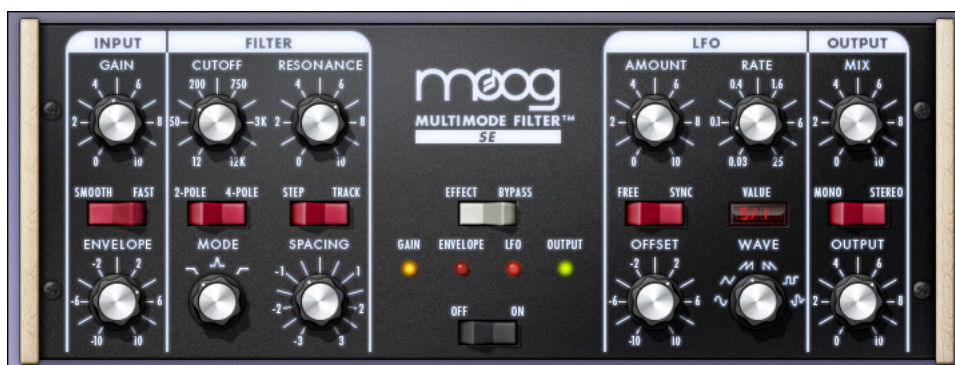 INPUT FILTER LFO OUTPUT
GAIN CUTOFF RESONANCE AMOUNT RATE MIX
4 6 200 750 4 6 4 6 0.4 1.6 4 6
moog
2 8 50 3K 2 8 2 8 0.1 6 2 8
MULTIMODE FILTER™
SE
0 10 12 12K 0 10 0 10 0.03 25 0 10
SMOOTH FAST 2-POLE 4-POLE STEP TRACK EFFECT BYPASS FREE SYNC VALUE MONO STEREO
5/1
ENVELOPE MODE SPACING GAIN ENVELOPE LFO OUTPUT OFFSET WAVE OUTPUT
-2 2 -1 1 -2 2 4 6
-6 6 -2 2 -6 6 2 8
OFF ON
-10 10 -3 3 -10 10 0 10